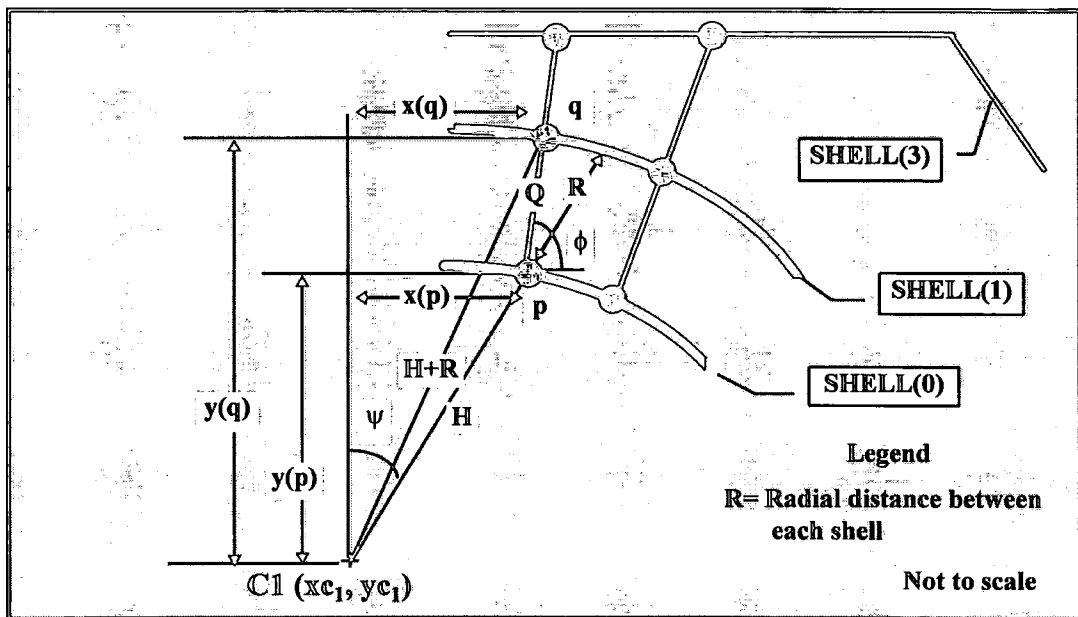 x(q)
q
SHELL(3)
Q
R
ϕ
x(p)
p
SHELL(1)
H+R
SHELL(0)
y(q)
ψ
H
y(p)
Legend
R= Radial distance between
each shell
C1 (xc₁, yc₁)
Not to scale